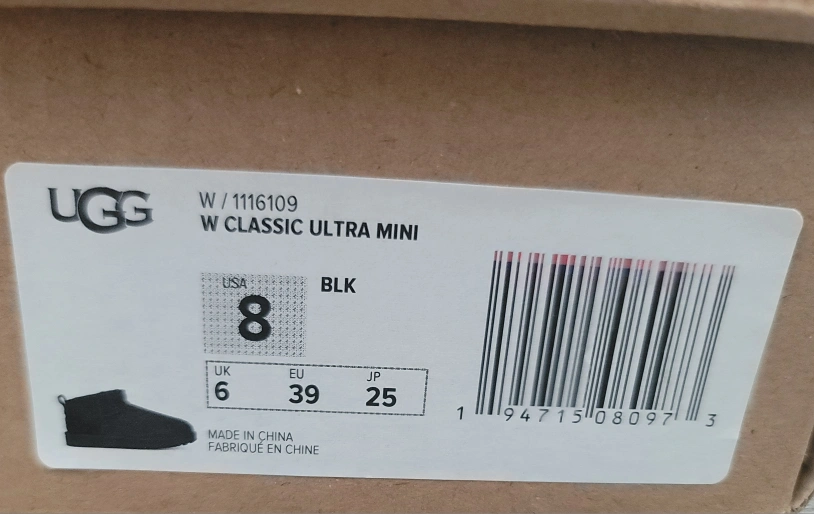 UGG
W / 1116109
W CLASSIC ULTRA MINI
USA
8
BLK
UK EU JP
6 39 25
MADE IN CHINA
FABRIQUÉ EN CHINE
1 94715 08097 3